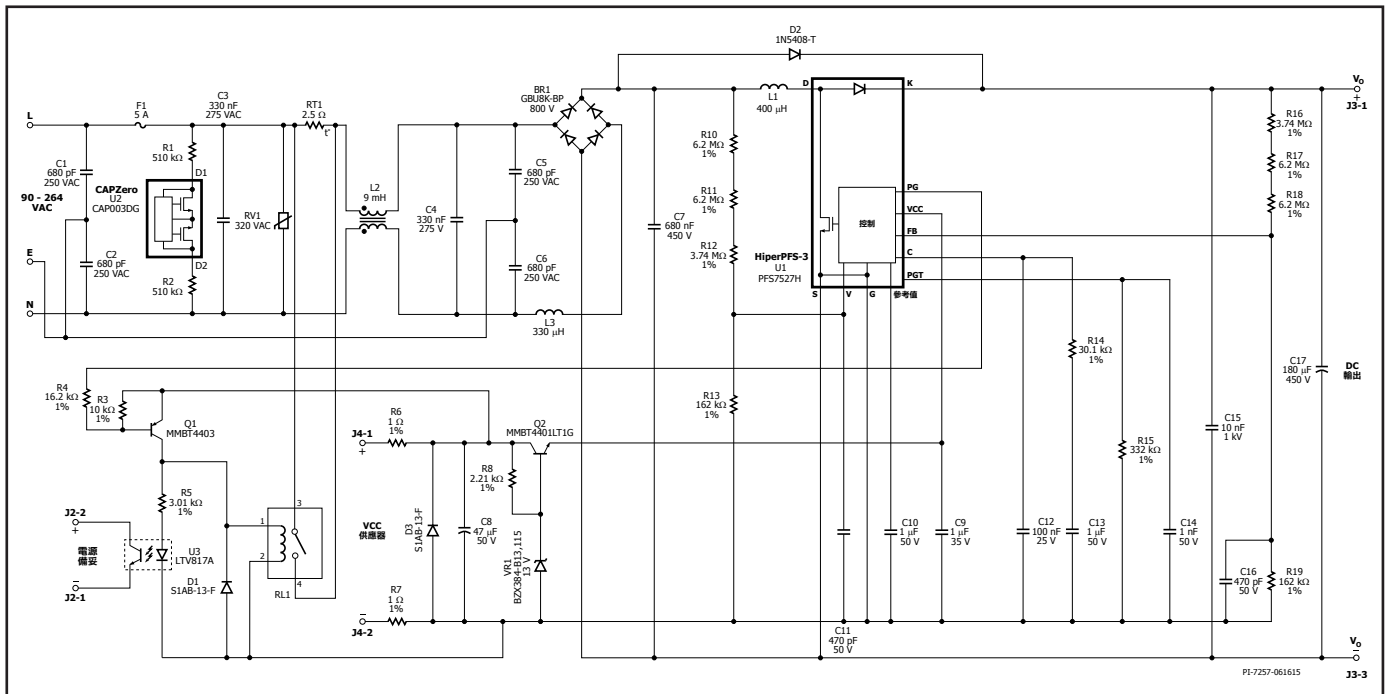 D2
1N5408-T
BR1
GBU8K-BP
800 V
L1
400 µH
D
K
V₀
+
J3-1
L
F1
5 A
C3
330 nF
275 VAC
RT1
2.5 Ω
t°
R1
510 kΩ
C1
680 pF
250 VAC
D1
CAPZero
U2
CAP003DG
90 - 264
VAC
RV1
320 VAC
L2
9 mH
C4
330 nF
275 V
C5
680 pF
250 VAC
C7
680 nF
450 V
R10
6.2 MΩ
1%
R11
6.2 MΩ
1%
R12
3.74 MΩ
1%
控制
PG
VCC
FB
C
PGT
HiperPFS-3
U1
PFS7527H
S
V
G
參考值
R16
3.74 MΩ
1%
R17
6.2 MΩ
1%
R18
6.2 MΩ
1%
E
C2
680 pF
250 VAC
D2
R2
510 kΩ
C6
680 pF
250 VAC
N
L3
330 µH
R14
30.1 kΩ
1%
C17
180 µF
450 V
DC
輸出
R4
16.2 kΩ
1%
R3
10 kΩ
1%
Q1
MMBT4403
R13
162 kΩ
1%
R6
1 Ω
1%
J4-1
+
Q2
MMBT4401LT1G
C15
10 nF
1 kV
R15
332 kΩ
1%
R8
2.21 kΩ
1%
R5
3.01 kΩ
1%
J2-2
+
電源
備妥
U3
LTV817A
J2-1
–
D1
S1AB-13-F
3
1
2
4
RL1
VCC
供應器
D3
S1AB-13-F
C8
47 µF
50 V
VR1
BZX384-B13,115
13 V
C10
1 µF
50 V
C9
1 µF
35 V
C12
100 nF
25 V
C13
1 µF
50 V
C14
1 nF
50 V
C16
470 pF
50 V
R19
162 kΩ
1%
R7
1 Ω
1%
–
J4-2
C11
470 pF
50 V
V₀
–
J3-3
PI-7257-061615